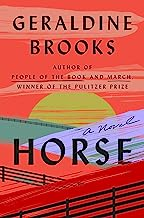 GERALDINE
BROOKS
AUTHOR OF
PEOPLE OF THE BOOK AND MARCH,
WINNER OF THE PULITZER PRIZE
a Novel
HORSE